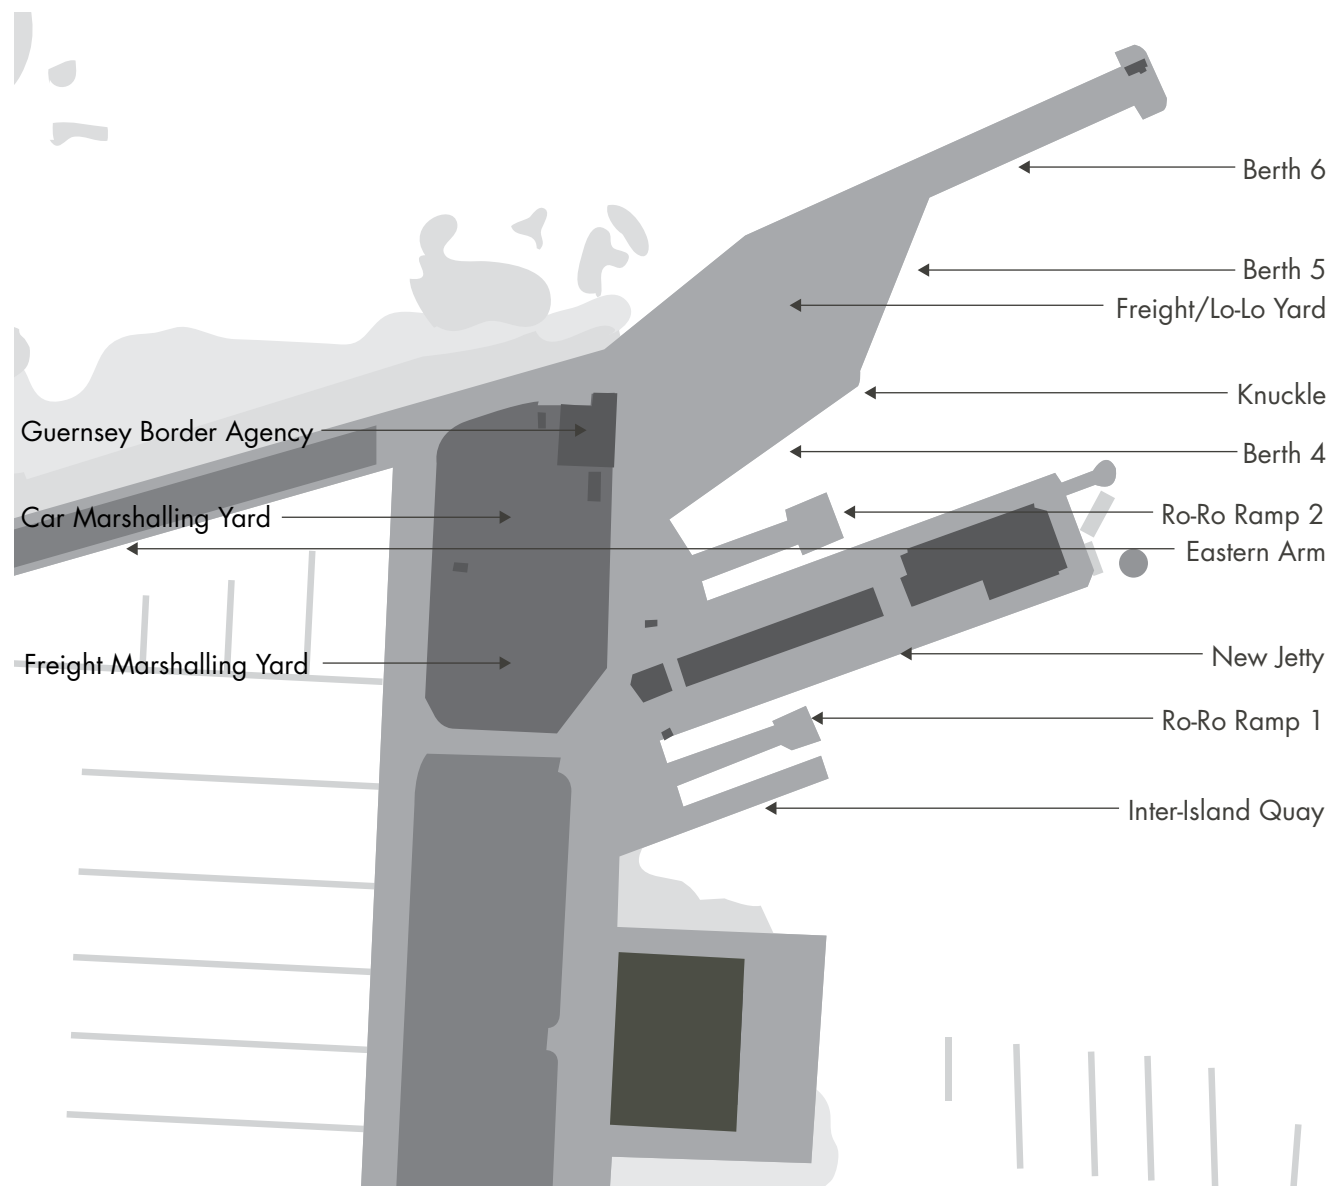 Berth 6
Berth 5
Freight/Lo-Lo Yard
Knuckle
Guernsey Border Agency
Berth 4
Car Marshalling Yard
Ro-Ro Ramp 2
Eastern Arm
Freight Marshalling Yard
New Jetty
Ro-Ro Ramp 1
Inter-Island Quay